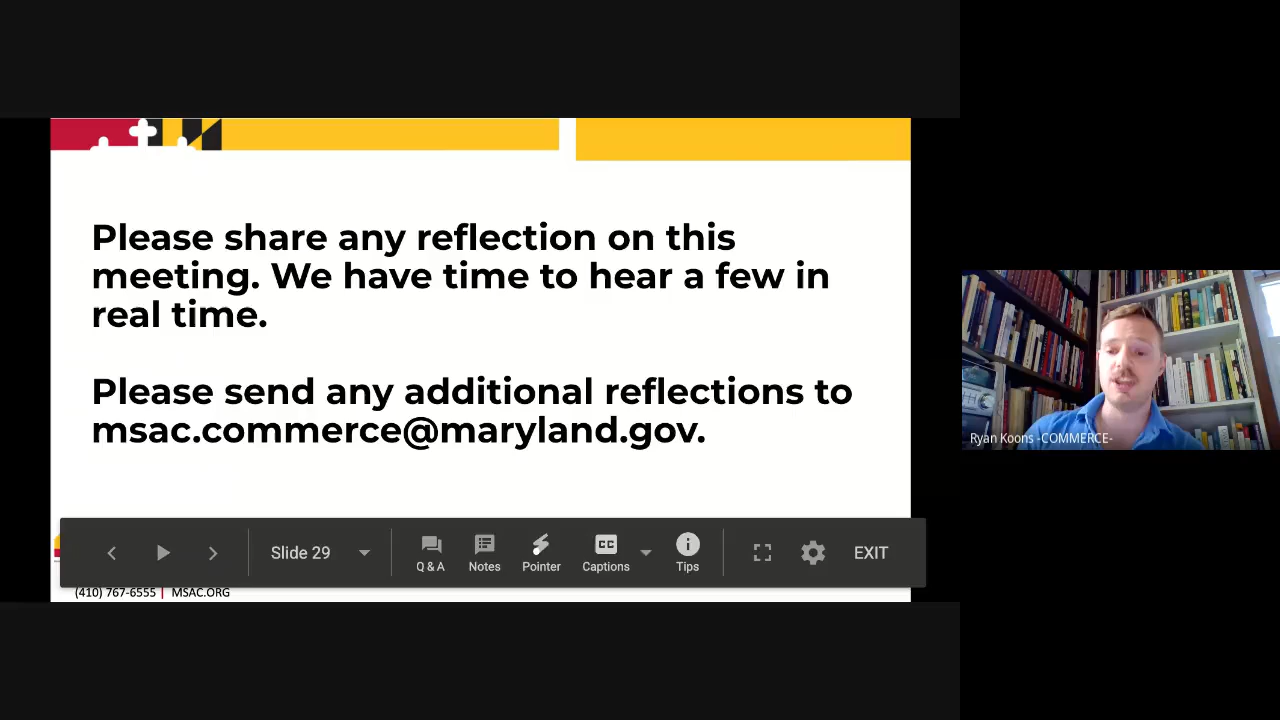 Please share any reflection on this
meeting. We have time to hear a few in
real time.
Please send any additional reflections to
msac.commerce@maryland.gov.
Ryan Koons -COMMERCE-
Slide 29
Q & A
Notes
Pointer
CC
Captions
Tips
EXIT
(410) 767-6555 | MSAC.ORG